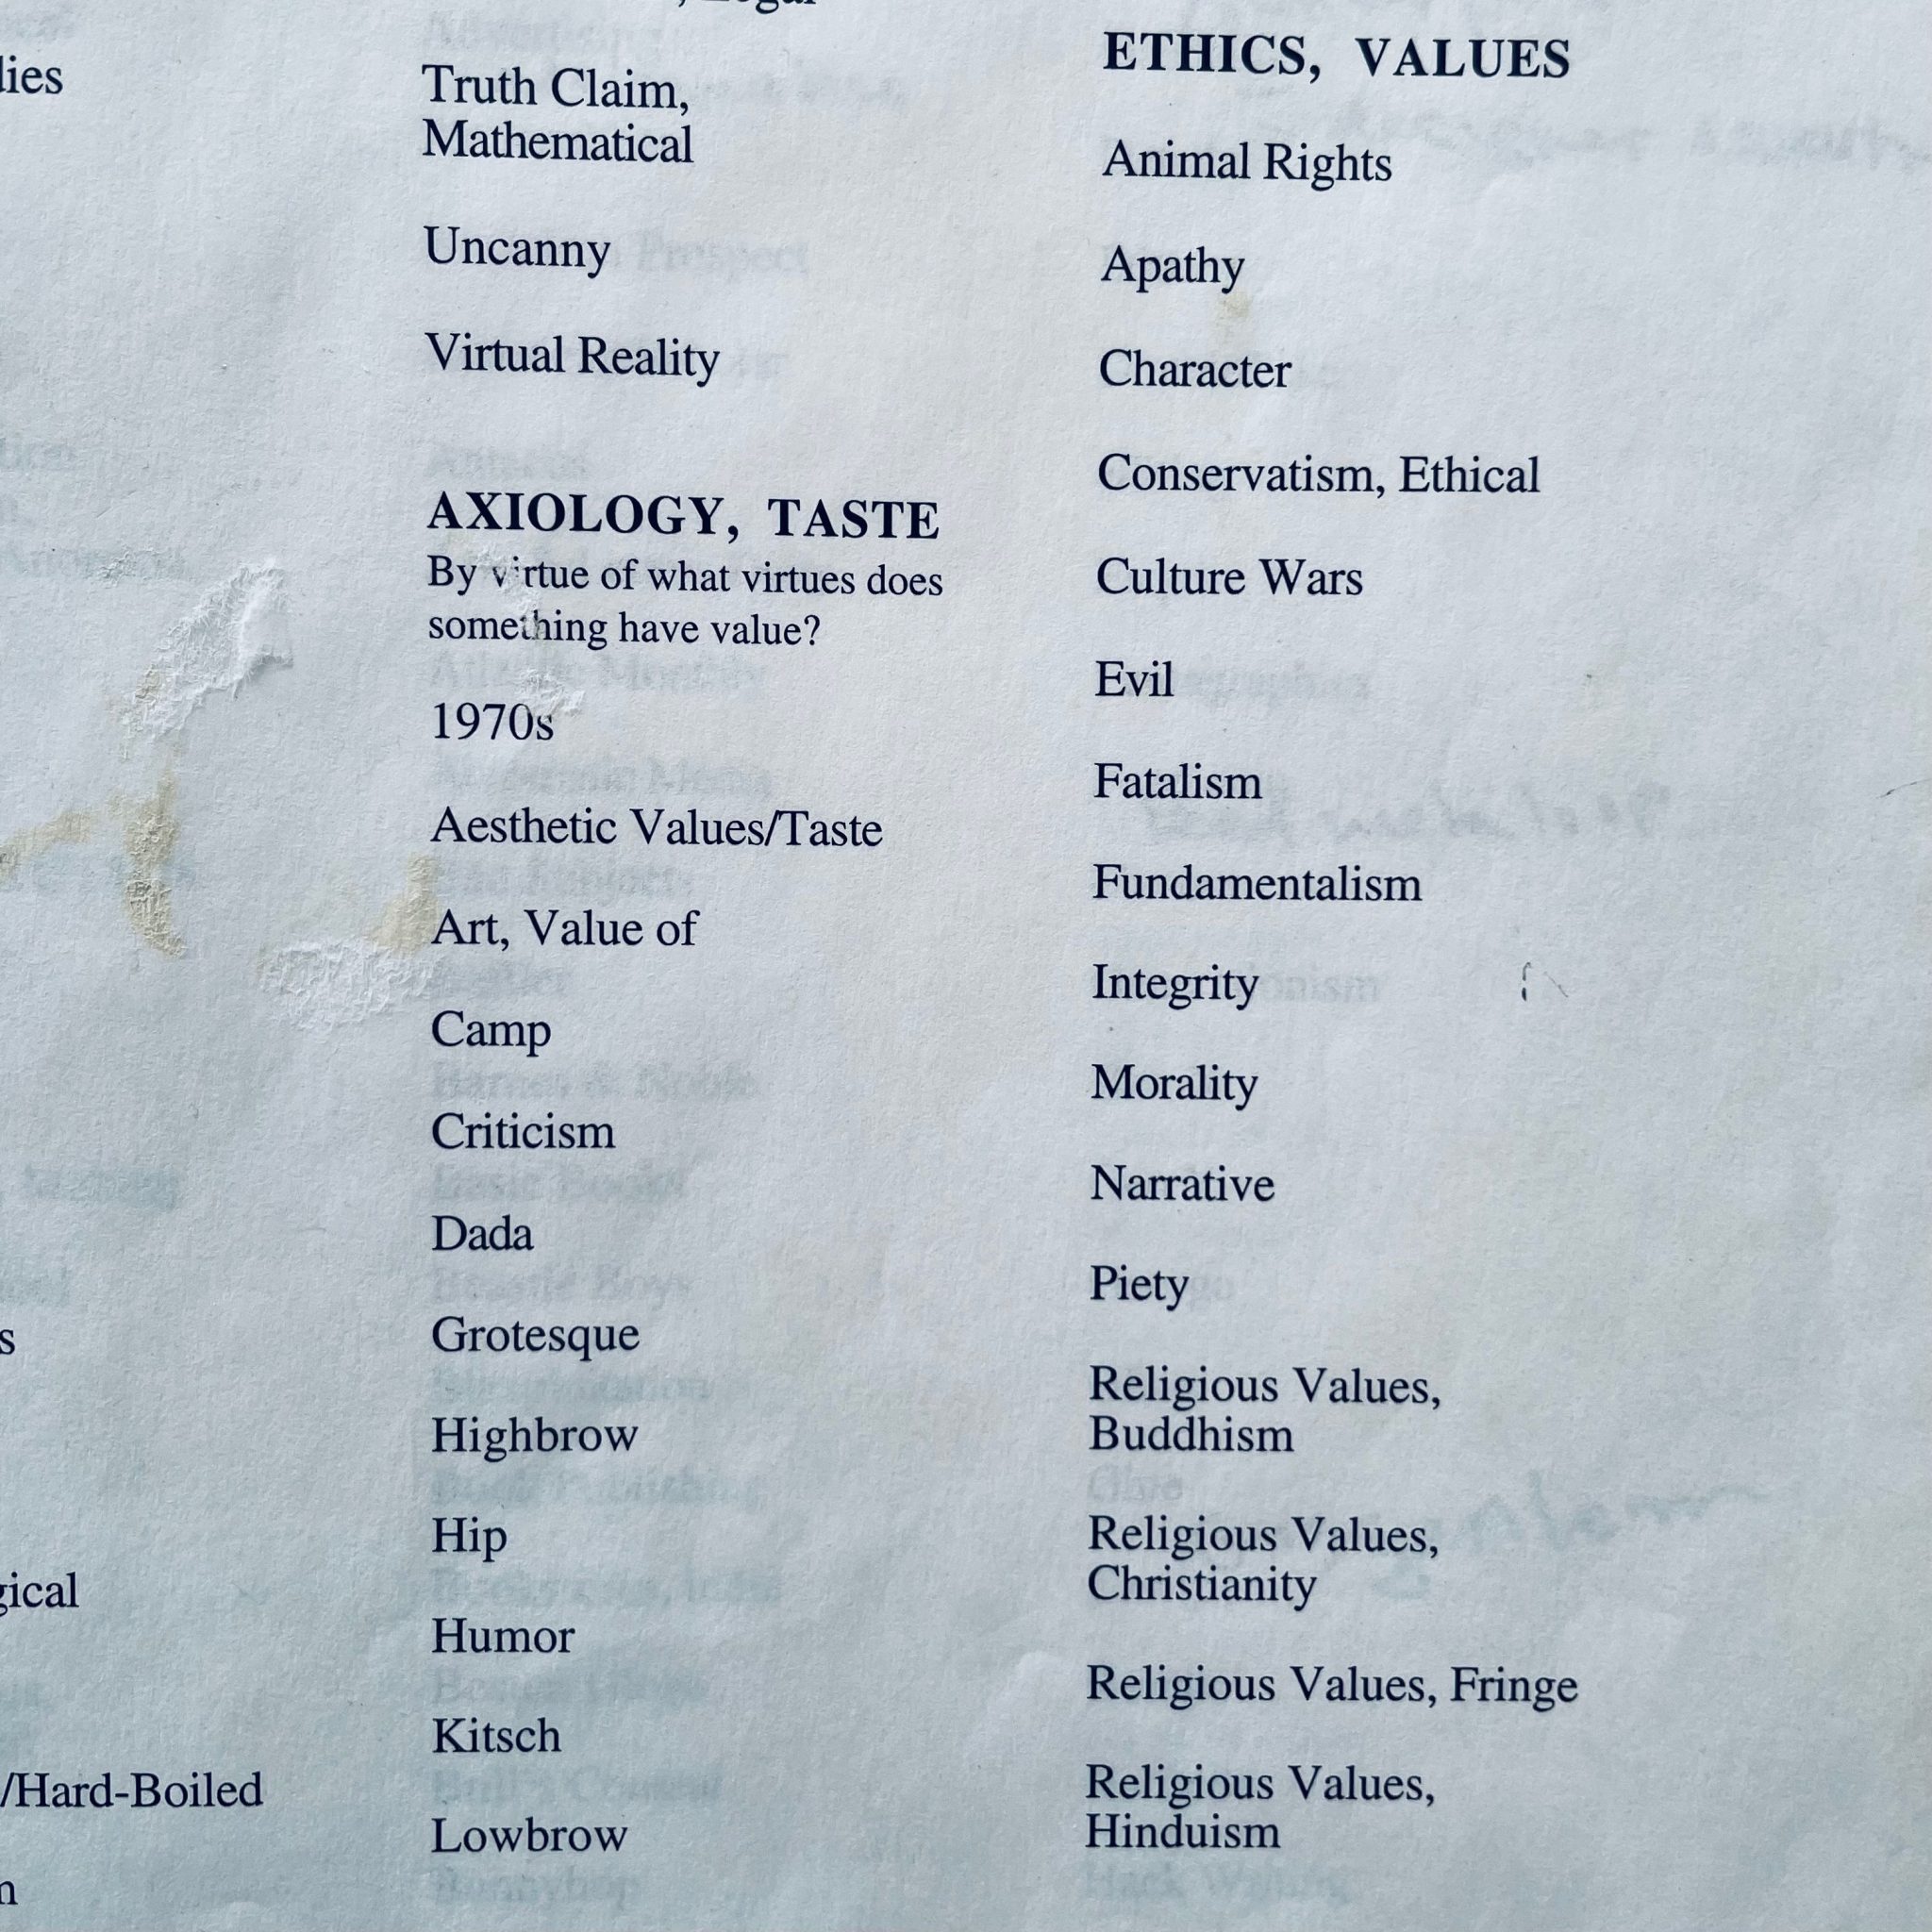 lies
s
gical
/Hard-Boiled
Truth Claim,
Mathematical
Uncanny
Virtual Reality
AXIOLOGY, TASTE
By virtue of what virtues does
something have value?
1970s
Aesthetic Values/Taste
Art, Value of
Camp
Criticism
Dada
Grotesque
Highbrow
Hip
Humor
Kitsch
Lowbrow
ETHICS, VALUES
Animal Rights
Apathy
Character
Conservatism, Ethical
Culture Wars
Evil
Fatalism
Fundamentalism
Integrity
Morality
Narrative
Piety
Religious Values,
Buddhism
Religious Values,
Christianity
Religious Values, Fringe
Religious Values,
Hinduism